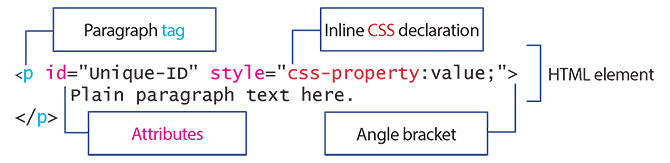 Paragraph tag
Inline CSS declaration
<p id="Unique-ID" style="css-property:value;">
HTML element
Plain paragraph text here.
</p>
Attributes
Angle bracket